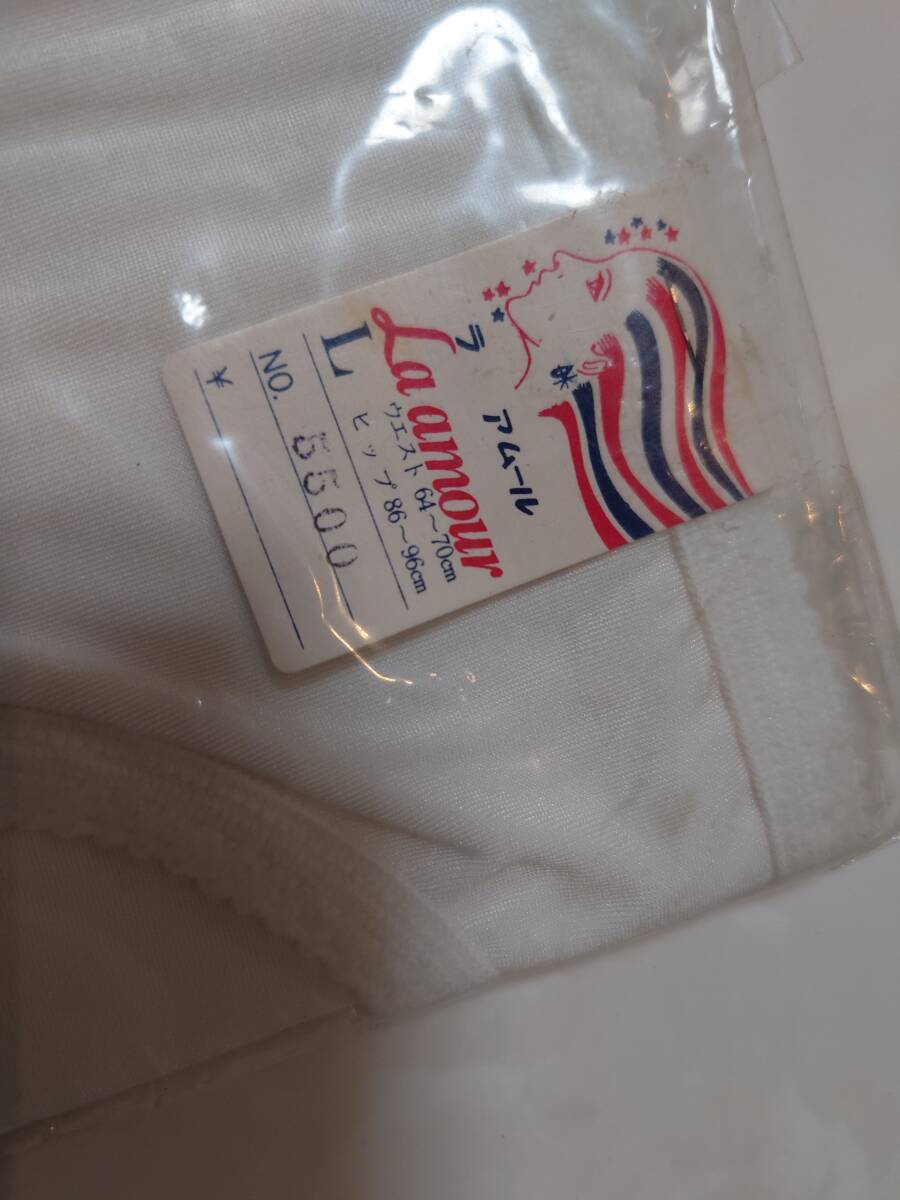 ラ アムール
La amour
L ウエスト 64～70cm
ヒップ 86～96cm
NO. 5500
*